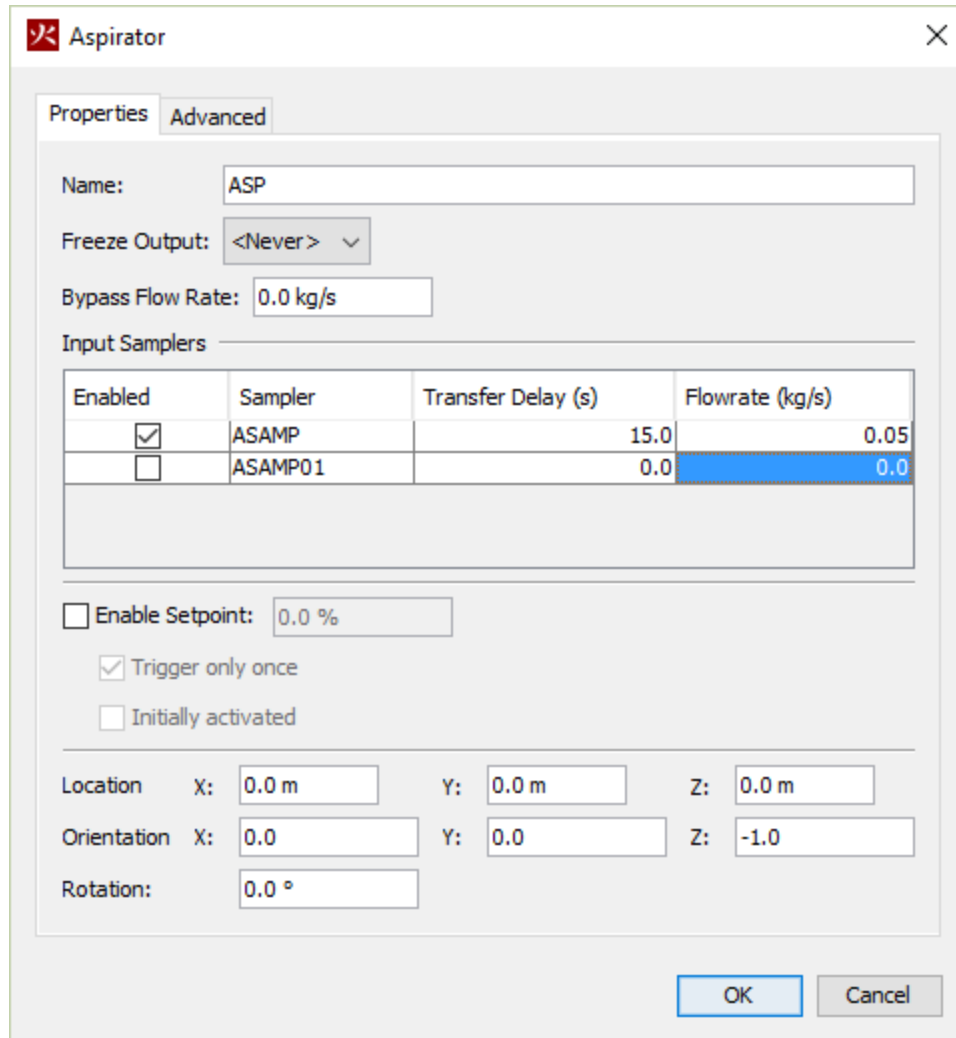 火 Aspirator
Properties Advanced
Name: ASP
Freeze Output: <Never>
Bypass Flow Rate: 0.0 kg/s
Input Samplers
Enabled Sampler Transfer Delay (s) Flowrate (kg/s)
ASAMP 15.0 0.05
ASAMP01 0.0 0.0
Enable Setpoint: 0.0 %
Trigger only once
Initially activated
Location X: 0.0 m Y: 0.0 m Z: 0.0 m
Orientation X: 0.0 Y: 0.0 Z: -1.0
Rotation: 0.0 °
OK Cancel